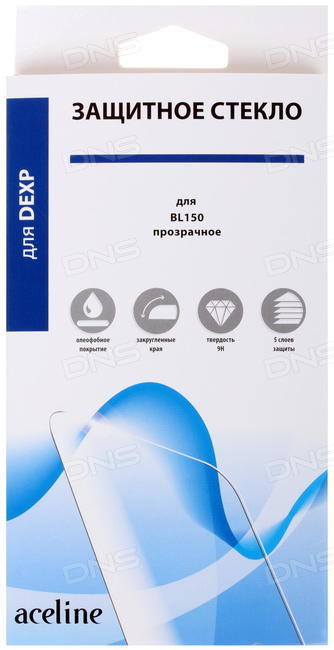 ЗАЩИТНОЕ СТЕКЛО
для DEXP
для
BL150
прозрачное
олеофобное
покрытие
закругленные
края
твердость
9H
5 слоев
защиты
aceline
DNS